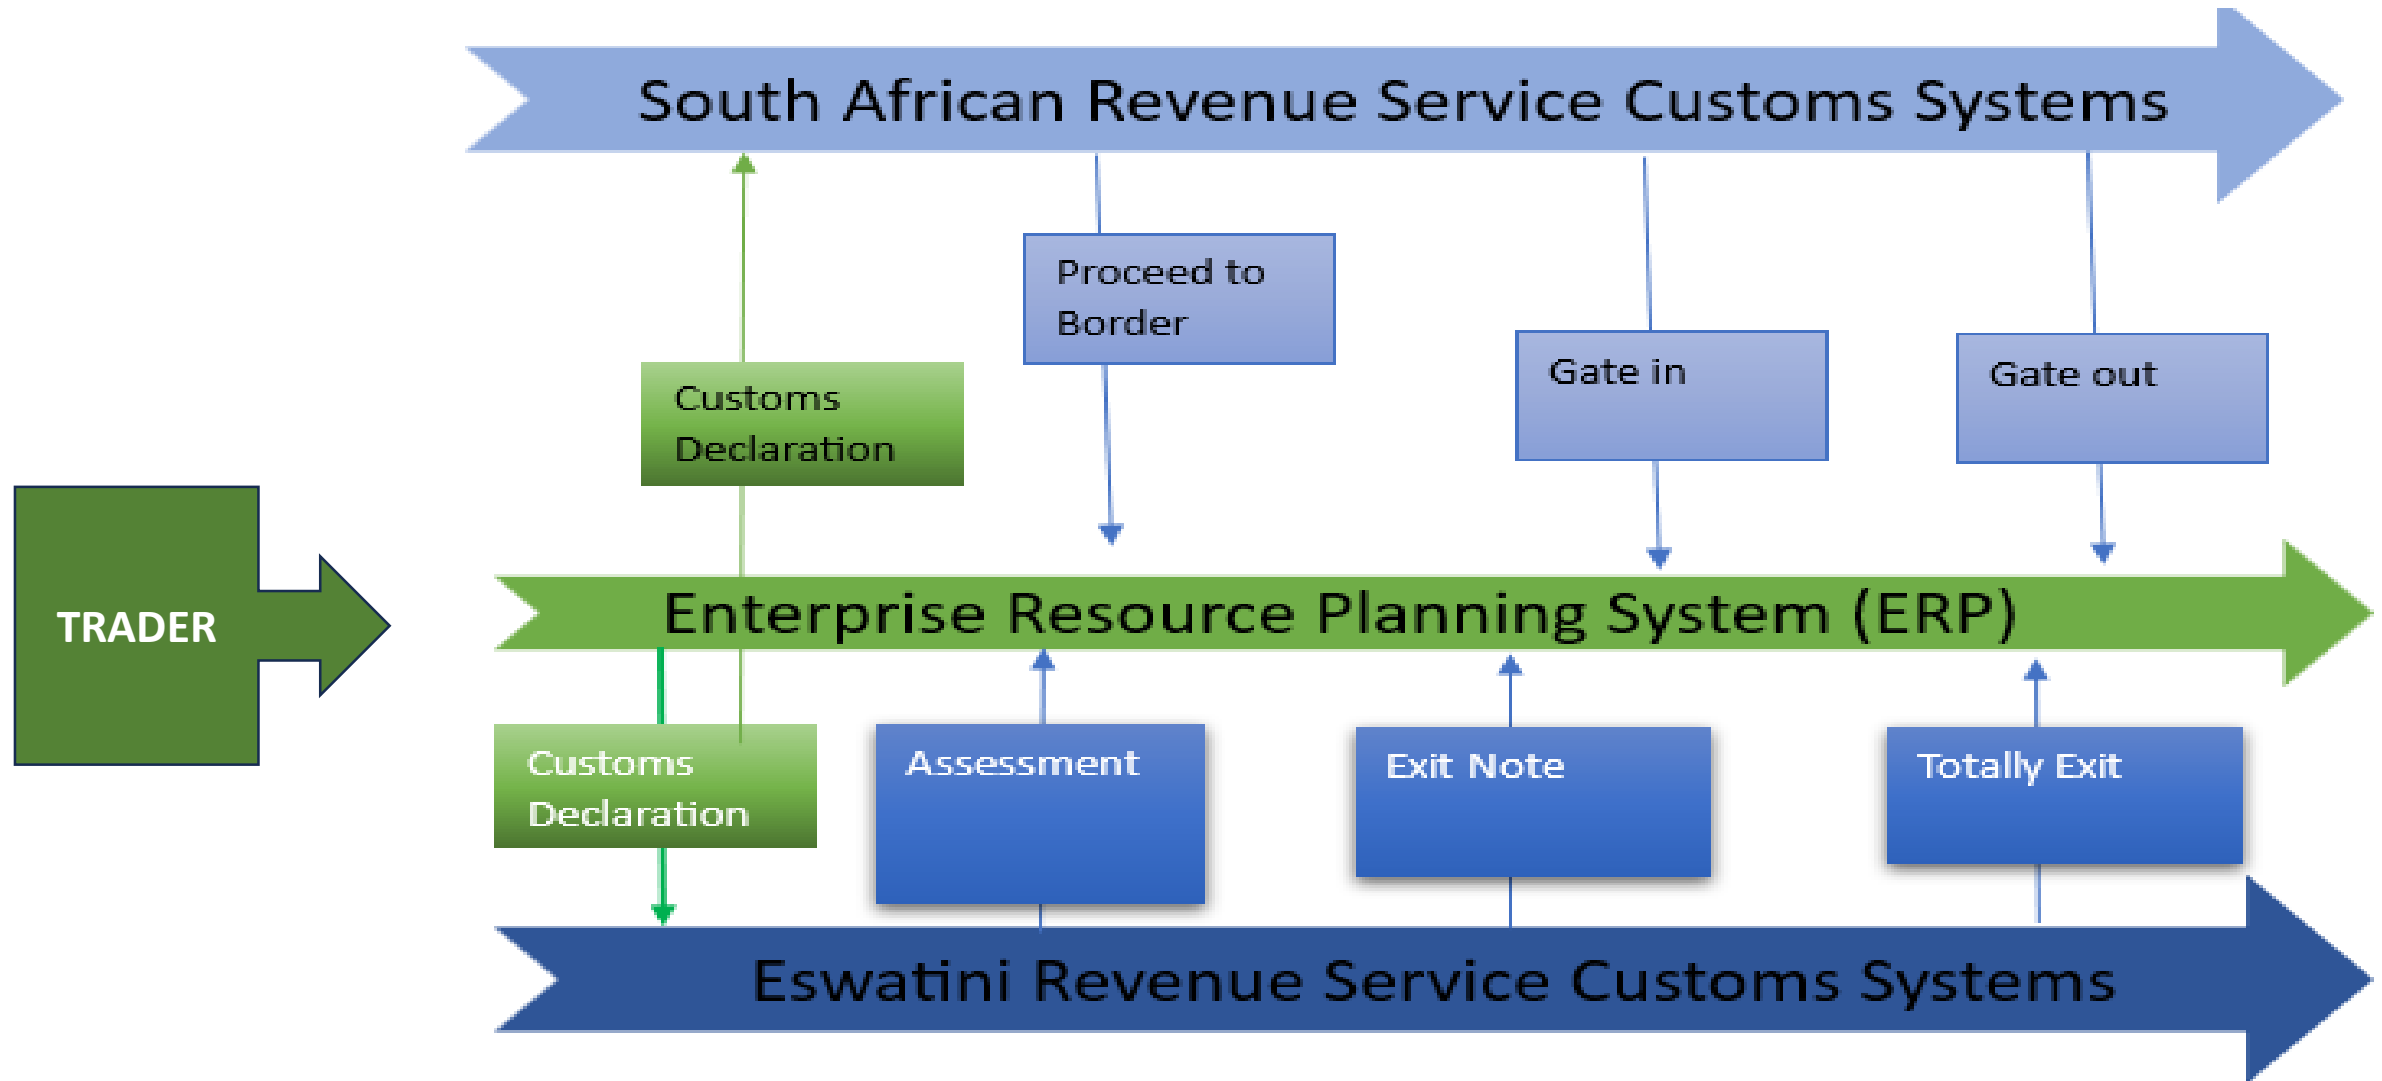 South African Revenue Service Customs Systems
Proceed to
Border
Gate in
Gate out
Customs
Declaration
TRADER
Enterprise Resource Planning System (ERP)
Customs
Declaration
Assessment
Exit Note
Totally Exit
Eswatini Revenue Service Customs Systems